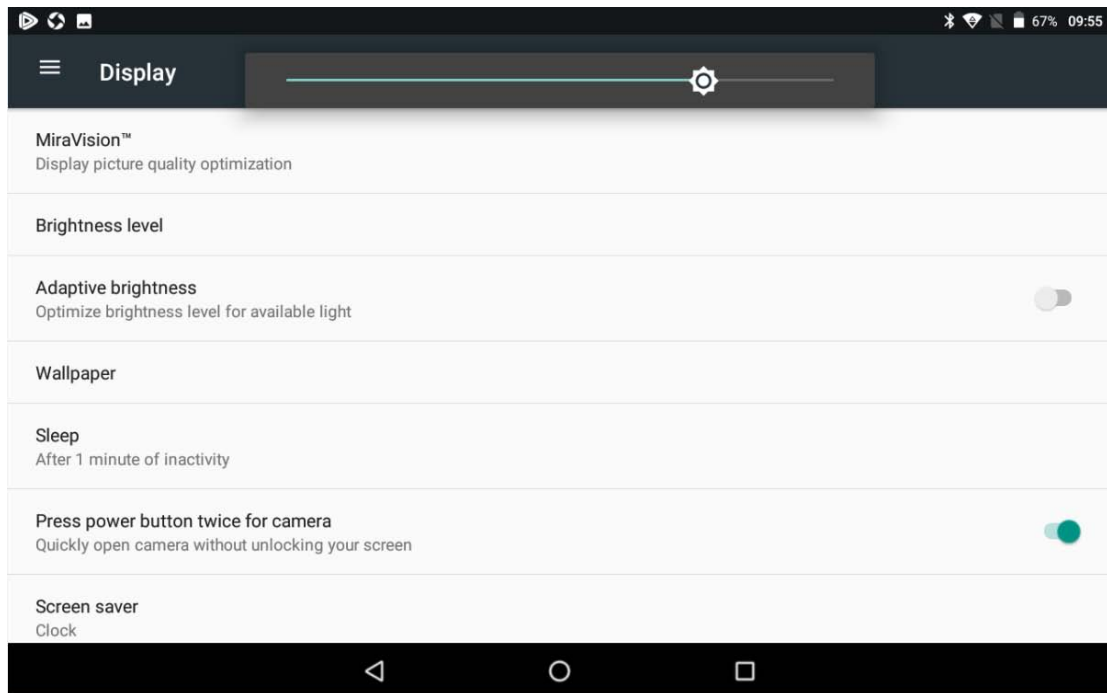 67% 09:55
Display
MiraVision™
Display picture quality optimization
Brightness level
Adaptive brightness
Optimize brightness level for available light
Wallpaper
Sleep
After 1 minute of inactivity
Press power button twice for camera
Quickly open camera without unlocking your screen
Screen saver
Clock